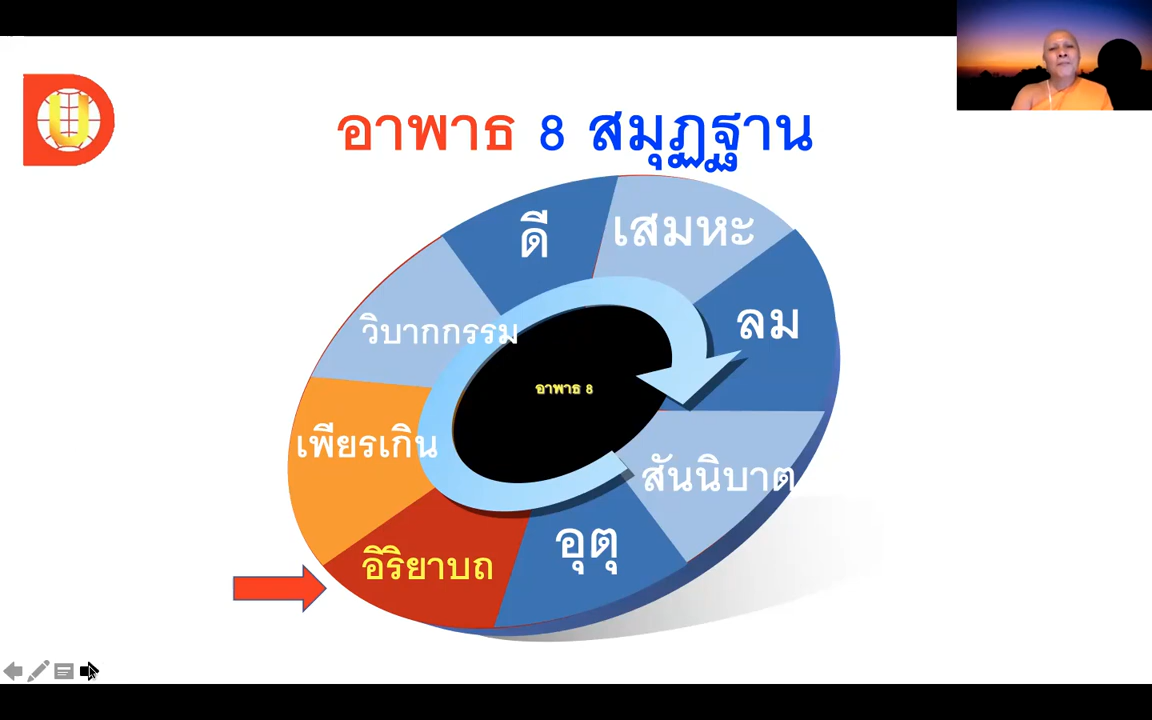 อาพาธ 8 สมุฏฐาน
ดี
เสมหะ
ลม
วิบากกรรม
อาพาธ 8
เพียรเกิน
สันนิบาต
อิริยาบถ
อุตุ